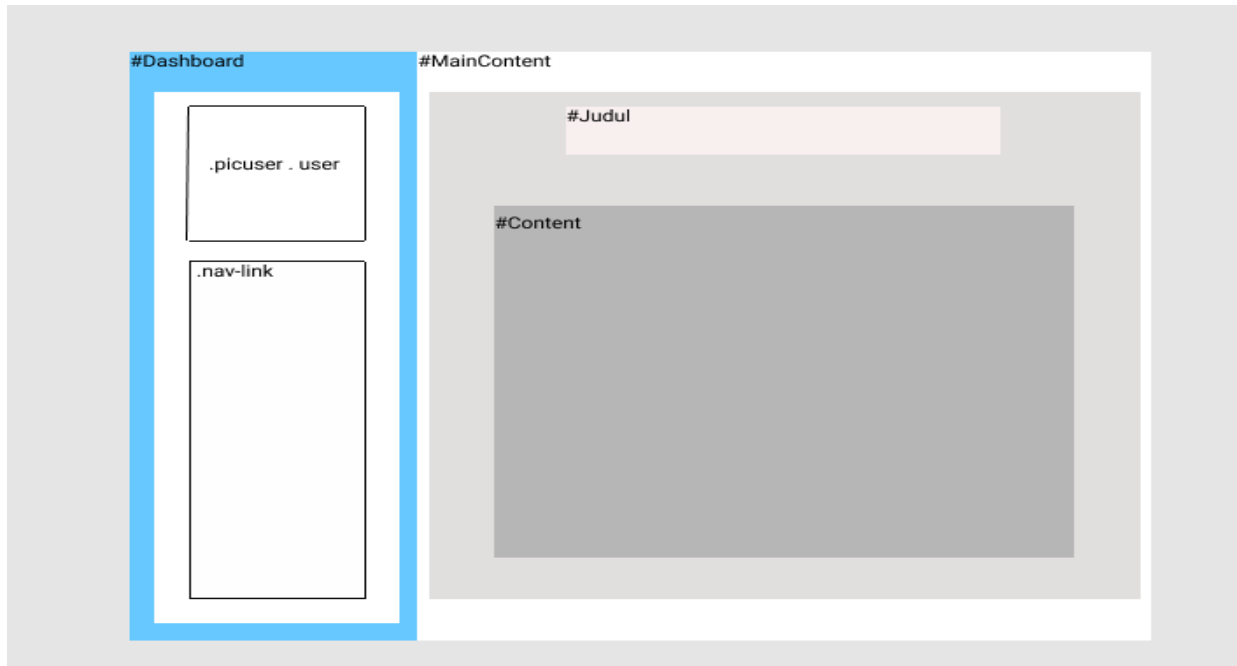 #Dashboard
#MainContent
#Judul
.picuser . user
#Content
.nav-link